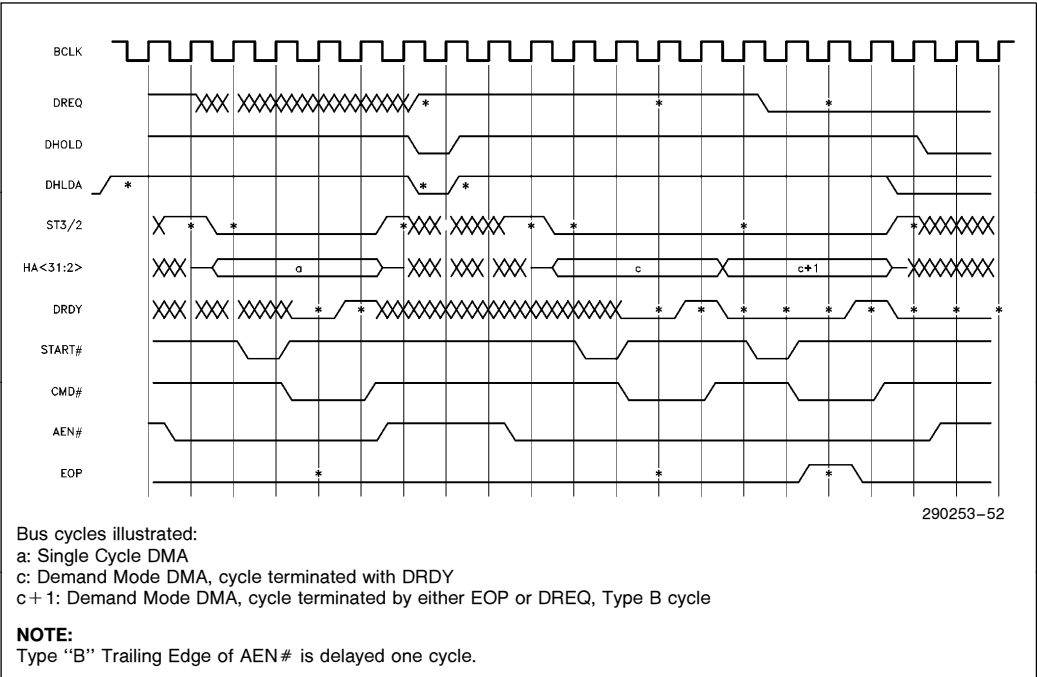 BCLK
DREQ
DHOLD
DHLDA
ST3/2
HA<31:2>
a
c
c+1
DRDY
START#
CMD#
AEN#
EOP
290253–52
Bus cycles illustrated:
a: Single Cycle DMA
c: Demand Mode DMA, cycle terminated with DRDY
c+1: Demand Mode DMA, cycle terminated by either EOP or DREQ, Type B cycle
NOTE:
Type ‘‘B’’ Trailing Edge of AEN# is delayed one cycle.